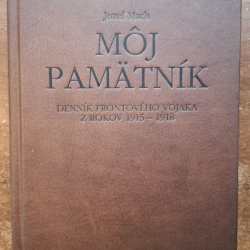 Jozef Mach
MÔJ
PAMÄTNÍK
DENNÍK FRONTOVÉHO VOJAKA
Z ROKOV 1915 – 1918